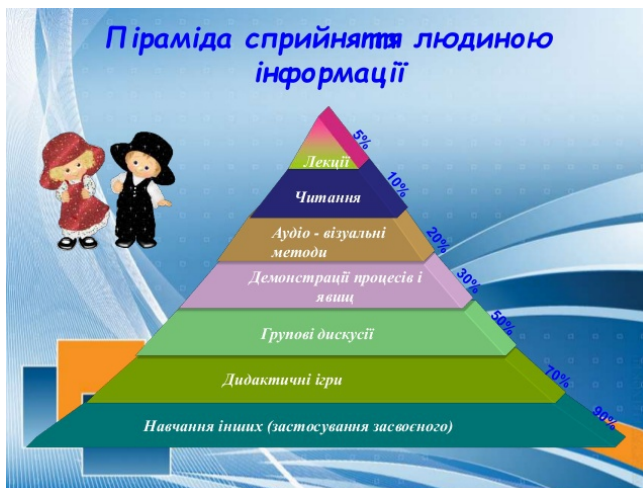 Піраміда сприйняття людиною
інформації
5%
Лекції
10%
Читання
20%
Аудіо - візуальні
методи
30%
Демонстрації процесів і
явищ
50%
Групові дискусії
70%
Дидактичні ігри
90%
Навчання інших (застосування засвоєного)